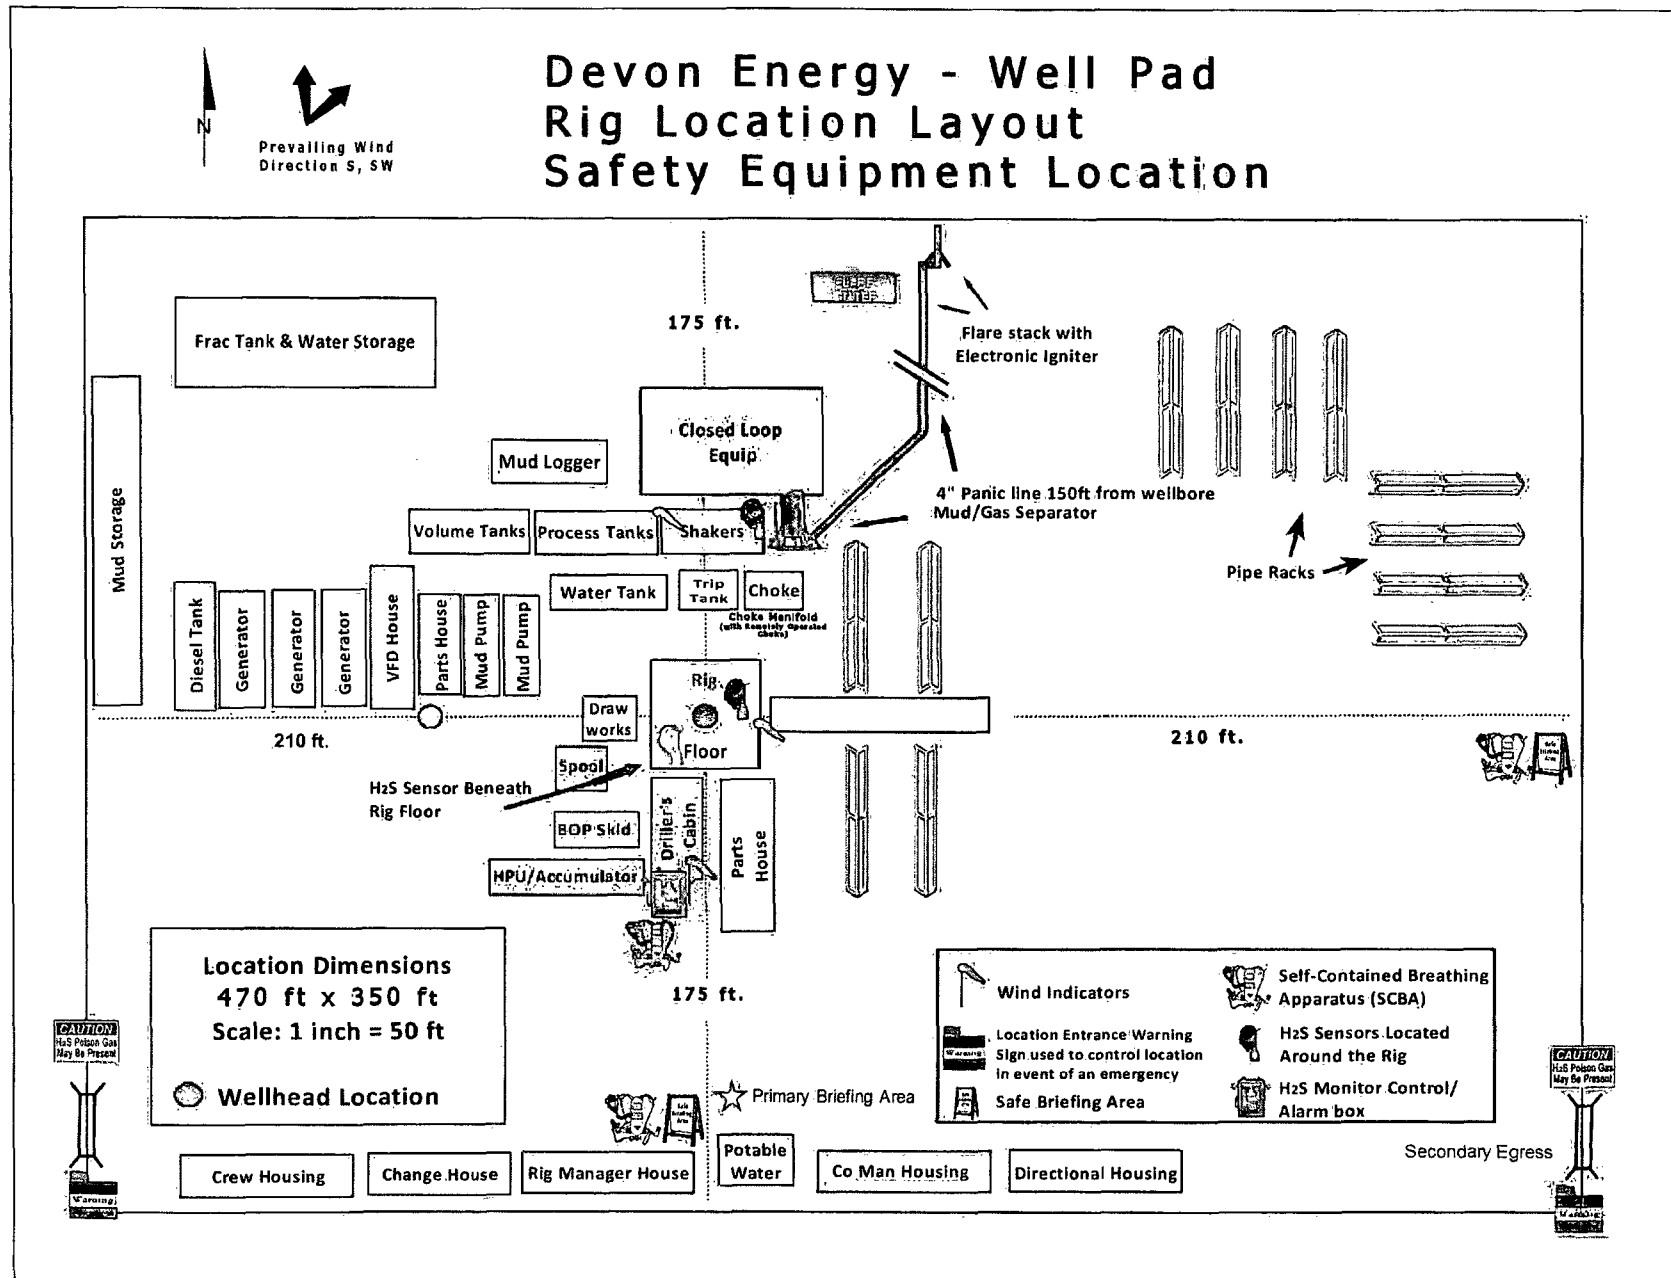 Devon Energy - Well Pad
Rig Location Layout
Safety Equipment Location
N
Prevailing Wind
Direction S, SW
175 ft.
Flare stack with
Electronic Igniter
Frac Tank & Water Storage
Closed Loop
Equip
Mud Logger
4" Panic line 150ft from wellbore
Mud/Gas Separator
Mud Storage
Volume Tanks
Process Tanks
Shakers
Pipe Racks
Water Tank
Trip
Tank
Choke
Choke Manifold
(with Remotely Operated
Choke)
Diesel Tank
Generator
Generator
Generator
VFD House
Parts House
Mud Pump
Mud Pump
Rig
Floor
Draw
works
210 ft.
210 ft.
Spool
H2S Sensor Beneath
Rig Floor
BOP Skid
Driller's
Cabin
Parts
House
HPU/Accumulator
Location Dimensions
470 ft x 350 ft
Scale: 1 inch = 50 ft
Wellhead Location
175 ft.
Wind Indicators
Self-Contained Breathing
Apparatus (SCBA)
Warning
Location Entrance Warning
Sign used to control location
in event of an emergency
H2S Sensors Located
Around the Rig
Safe Briefing Area
H2S Monitor Control/
Alarm box
CAUTION
H2S Poison Gas
May Be Present
CAUTION
H2S Poison Gas
May Be Present
Primary Briefing Area
Secondary Egress
Crew Housing
Change House
Rig Manager House
Potable
Water
Co Man Housing
Directional Housing
Warning
Warning